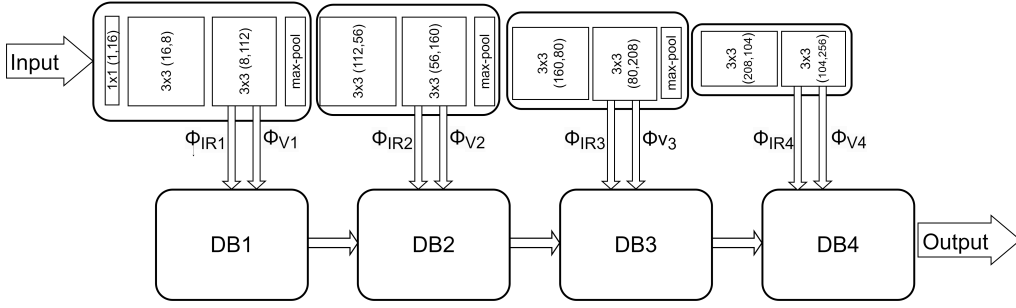 Input
1x1 (1,16)
3x3 (16,8)
3x3 (8,112)
max-pool
3x3 (112,56)
3x3 (56,160)
max-pool
3x3
(160,80)
3x3
(80,208)
max-pool
3x3
(208,104)
3x3
(104,256)
ΦIR1
ΦV1
ΦIR2
ΦV2
ΦIR3
Φv3
ΦIR4
ΦV4
DB1
DB2
DB3
DB4
Output